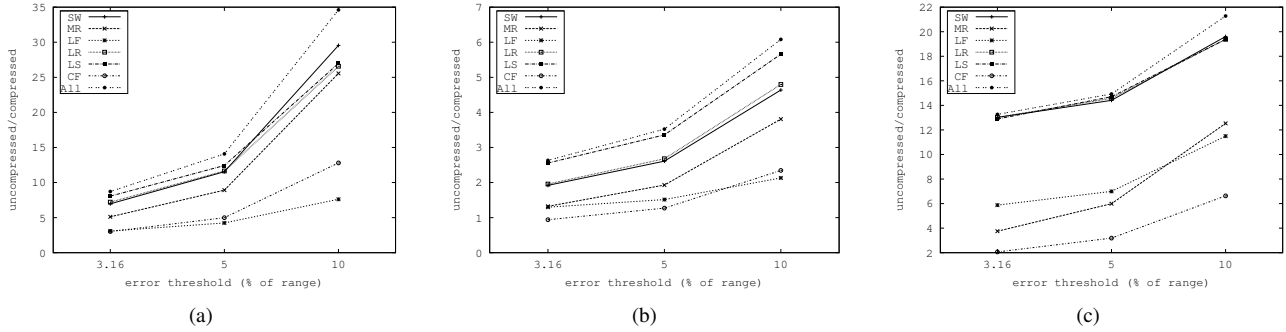 35
30
25
20
15
10
5
0
uncompressed/compressed
SW
MR
LF
LR
LS
CF
All
3.16
5
10
error threshold (% of range)
(a)
7
6
5
4
3
2
1
0
uncompressed/compressed
SW
MR
LF
LR
LS
CF
All
3.16
5
10
error threshold (% of range)
(b)
22
20
18
16
14
12
10
8
6
4
2
uncompressed/compressed
SW
MR
LF
LR
LS
CF
All
3.16
5
10
error threshold (% of range)
(c)